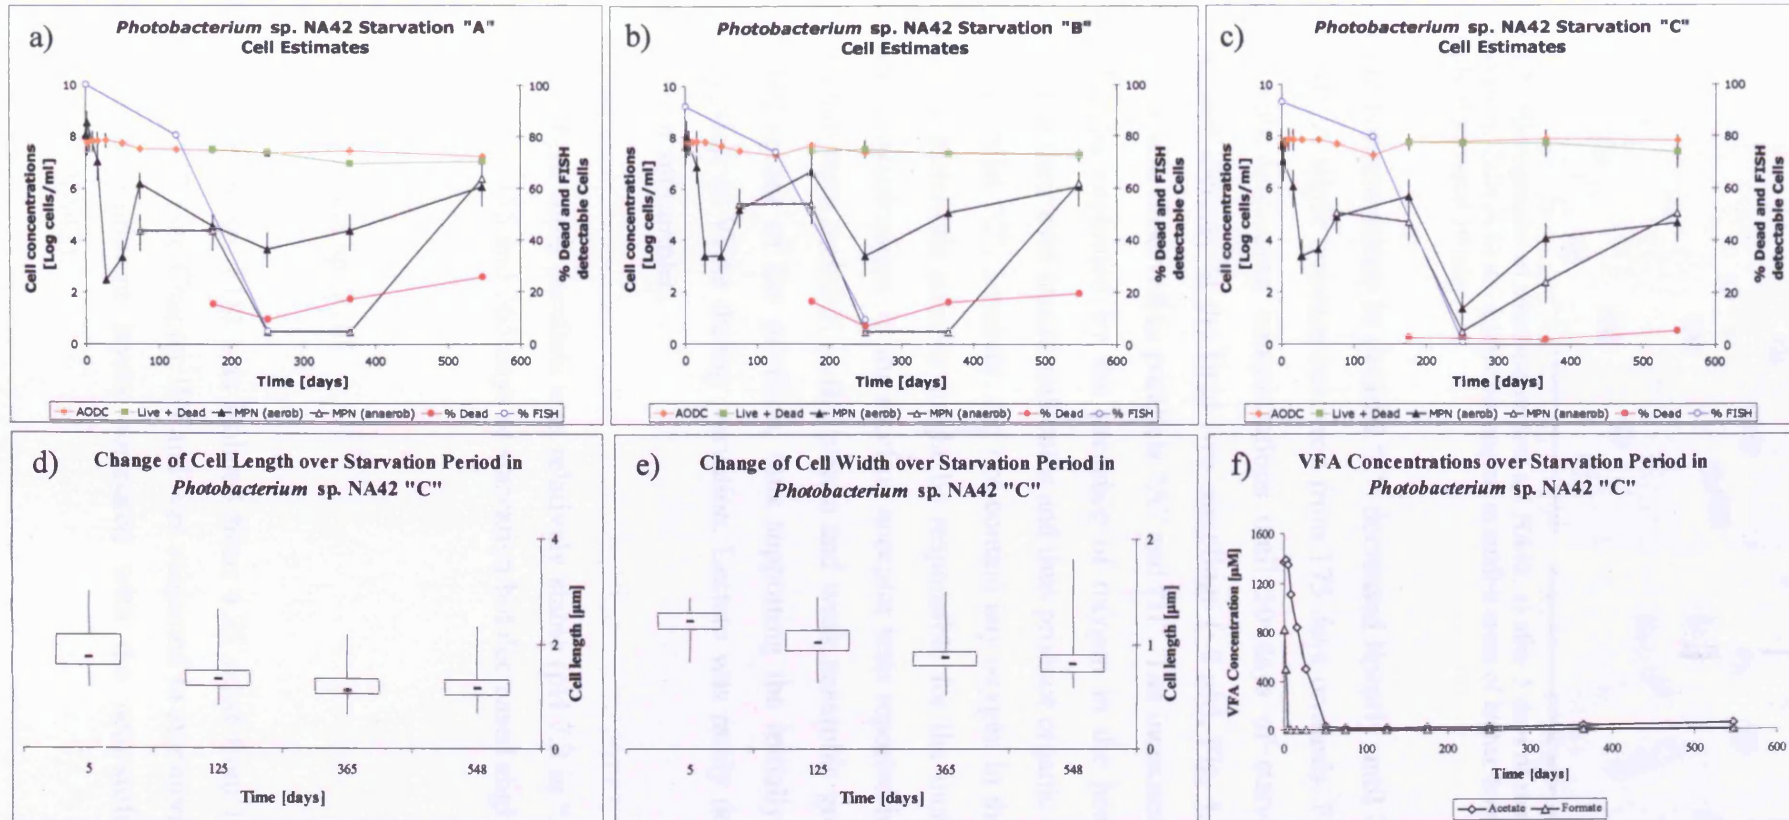 a)
Photobacterium sp. NA42 Starvation "A"
Cell Estimates
Cell concentrations
[Log cells/ml]
10
8
6
4
2
0
100
80
60
40
20
0
% Dead and FISH
detectable Cells
0 100 200 300 400 500 600
Time [days]
AODC Live + Dead MPN (aerob) MPN (anaerob) % Dead % FISH
b)
Photobacterium sp. NA42 Starvation "B"
Cell Estimates
Cell concentrations
[Log cells/ml]
10
8
6
4
2
0
100
80
60
40
20
0
% Dead and FISH
detectable Cells
0 100 200 300 400 500 600
Time [days]
AODC Live + Dead MPN (aerob) MPN (anaerob) % Dead % FISH
c)
Photobacterium sp. NA42 Starvation "C"
Cell Estimates
Cell concentrations
[Log cells/ml]
10
8
6
4
2
0
100
80
60
40
20
0
% Dead and FISH
detectable Cells
0 100 200 300 400 500 600
Time [days]
AODC Live + Dead MPN (aerob) MPN (anaerob) % Dead % FISH
d)
Change of Cell Length over Starvation Period in
Photobacterium sp. NA42 "C"
4
2
0
Cell length [µm]
5 125 365 548
Time [days]
e)
Change of Cell Width over Starvation Period in
Photobacterium sp. NA42 "C"
2
1
0
Cell length [µm]
5 125 365 548
Time [days]
f)
VFA Concentrations over Starvation Period in
Photobacterium sp. NA42 "C"
VFA Concentration [µM]
1600
1200
800
400
0
0 100 200 300 400 500 600
Time [days]
Acetate Formate